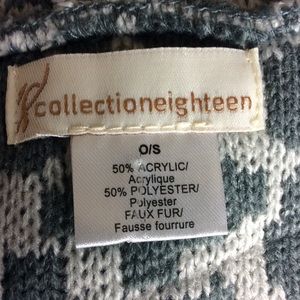 collectioneighteen
O/S
50% ACRYLIC/
Acrylique
50% POLYESTER/
Polyester
FAUX FUR/
Fausse fourrure